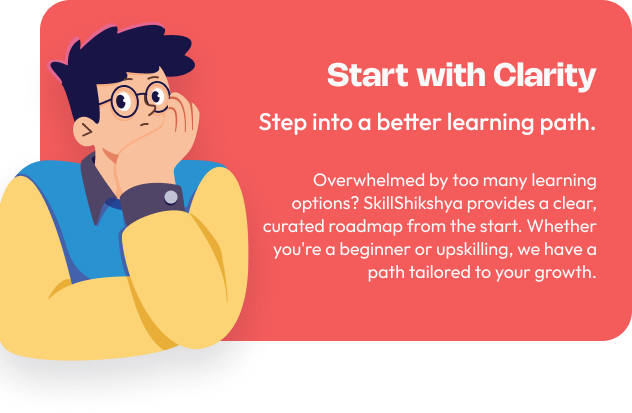 Start with Clarity
Step into a better learning path.
Overwhelmed by too many learning
options? SkillShikshya provides a clear,
curated roadmap from the start. Whether
you're a beginner or upskilling, we have a
path tailored to your growth.